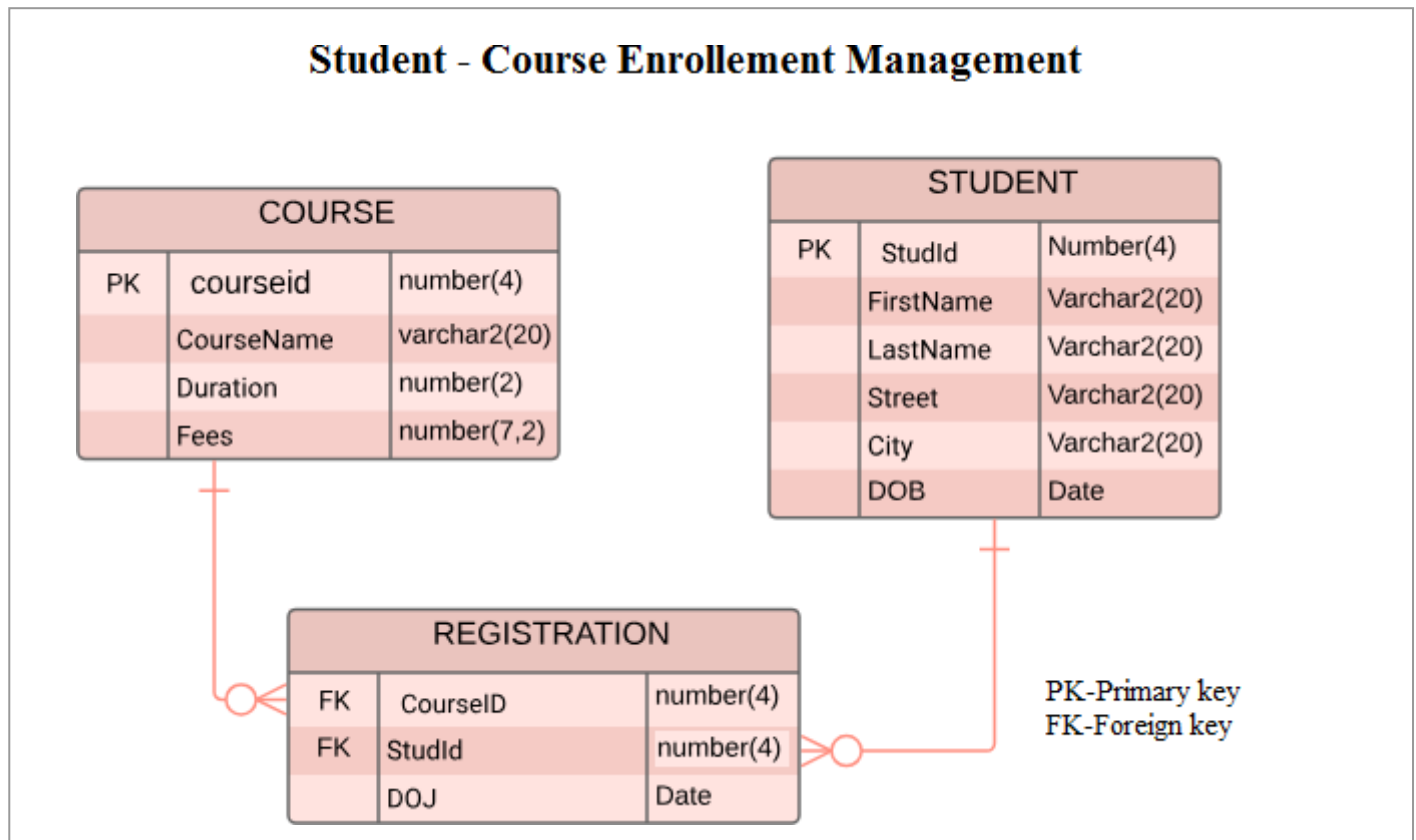 Student - Course Enrollement Management
COURSE
PK courseid number(4)
CourseName varchar2(20)
Duration number(2)
Fees number(7,2)
STUDENT
PK StudId Number(4)
FirstName Varchar2(20)
LastName Varchar2(20)
Street Varchar2(20)
City Varchar2(20)
DOB Date
REGISTRATION
FK CourseID number(4)
FK StudId number(4)
DOJ Date
PK-Primary key
FK-Foreign key